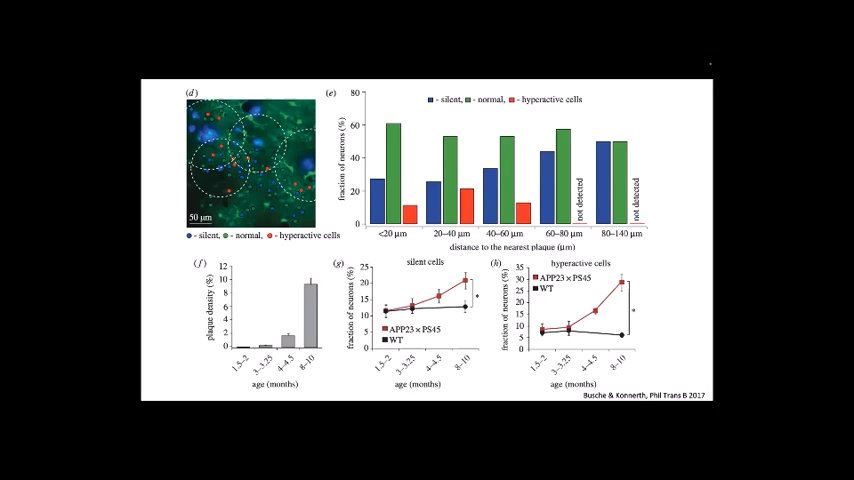 (d)
50 μm
- silent, - normal, - hyperactive cells
(e)
- silent, - normal, - hyperactive cells
fraction of neurons (%)
80
60
40
20
0
not detected
not detected
<20 μm 20–40 μm 40–60 μm 60–80 μm 80–140 μm
distance to the nearest plaque (μm)
(f)
plaque density (%)
12
10
8
6
4
2
0
1.5–2 3–3.25 4–4.5 8–10
age (months)
(g) silent cells
fraction of neurons (%)
25
20
15
10
5
0
*
APP23 × PS45
WT
1.5–2 3–3.25 4–4.5 8–10
age (months)
(h) hyperactive cells
fraction of neurons (%)
35
30
25
20
15
10
5
0
APP23 × PS45
WT
*
1.5–2 3–3.25 4–4.5 8–10
age (months)
Busche & Konnerth, Phil Trans B 2017